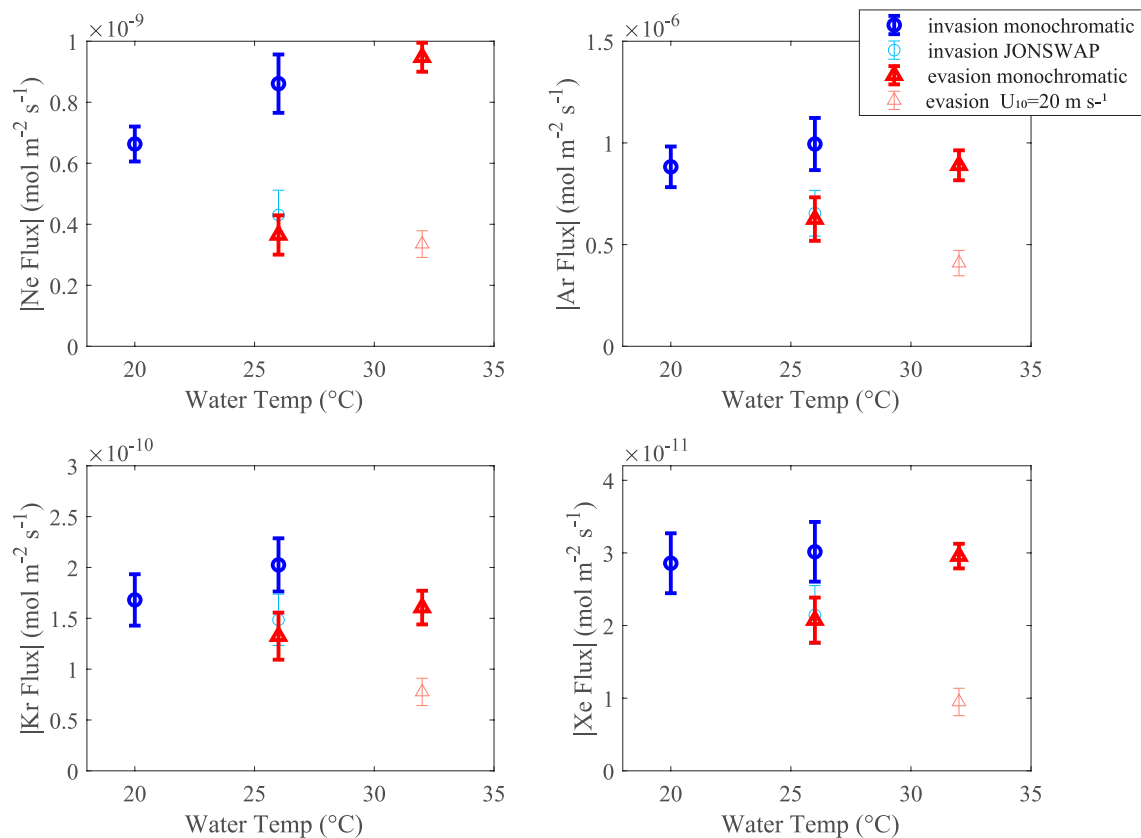 ×10⁻⁹
1
0.8
0.6
0.4
0.2
0
20 25 30 35
Water Temp (°C)
|Ne Flux| (mol m⁻² s⁻¹)
×10⁻⁶
1.5
1
0.5
0
20 25 30 35
Water Temp (°C)
|Ar Flux| (mol m⁻² s⁻¹)
invasion monochromatic
invasion JONSWAP
evasion monochromatic
evasion U₁₀=20 m s⁻¹
×10⁻¹⁰
3
2.5
2
1.5
1
0.5
0
20 25 30 35
Water Temp (°C)
|Kr Flux| (mol m⁻² s⁻¹)
×10⁻¹¹
4
3
2
1
0
20 25 30 35
Water Temp (°C)
|Xe Flux| (mol m⁻² s⁻¹)